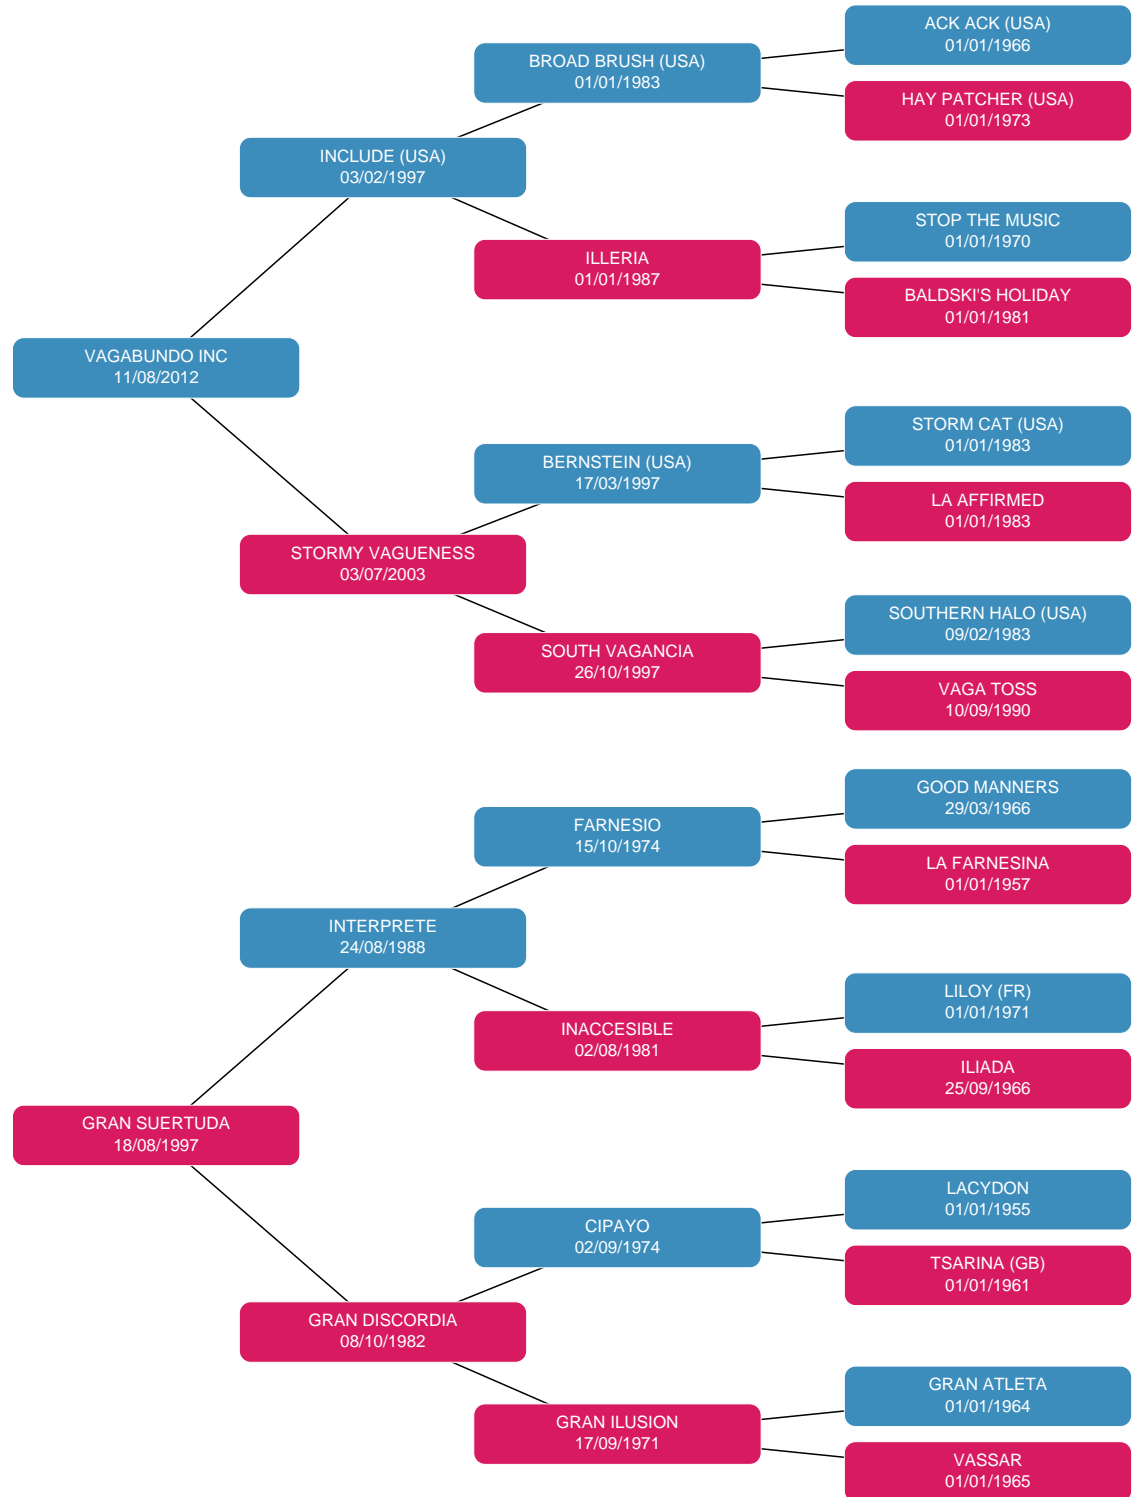 ACK ACK (USA)
01/01/1966
BROAD BRUSH (USA)
01/01/1983
HAY PATCHER (USA)
01/01/1973
INCLUDE (USA)
03/02/1997
STOP THE MUSIC
01/01/1970
ILLERIA
01/01/1987
BALDSKI'S HOLIDAY
01/01/1981
VAGABUNDO INC
11/08/2012
STORM CAT (USA)
01/01/1983
BERNSTEIN (USA)
17/03/1997
LA AFFIRMED
01/01/1983
STORMY VAGUENESS
03/07/2003
SOUTHERN HALO (USA)
09/02/1983
SOUTH VAGANCIA
26/10/1997
VAGA TOSS
10/09/1990
GOOD MANNERS
29/03/1966
FARNESIO
15/10/1974
LA FARNESINA
01/01/1957
INTERPRETE
24/08/1988
LILOY (FR)
01/01/1971
INACCESIBLE
02/08/1981
ILIADA
25/09/1966
GRAN SUERTUDA
18/08/1997
LACYDON
01/01/1955
CIPAYO
02/09/1974
TSARINA (GB)
01/01/1961
GRAN DISCORDIA
08/10/1982
GRAN ATLETA
01/01/1964
GRAN ILUSION
17/09/1971
VASSAR
01/01/1965